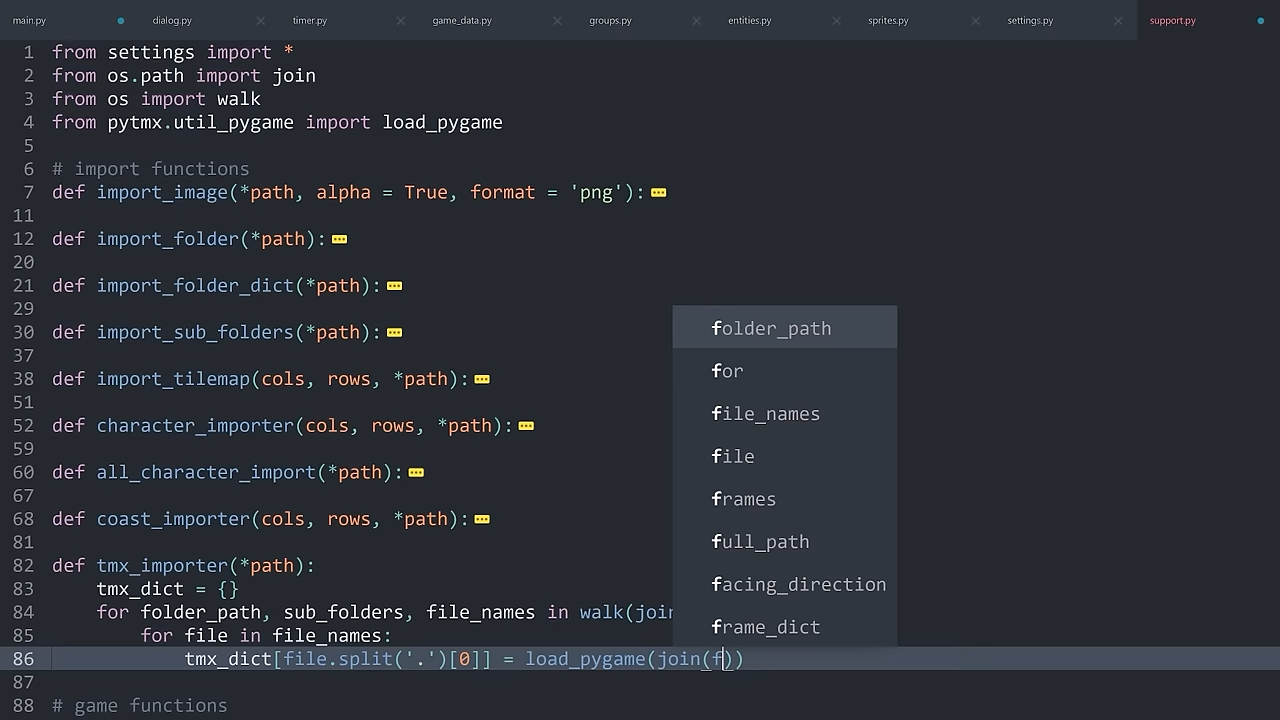 main.py dialog.py timer.py game_data.py groups.py entities.py sprites.py settings.py support.py
1 from settings import *
2 from os.path import join
3 from os import walk
4 from pytmx.util_pygame import load_pygame
5
6 # import functions
7 def import_image(*path, alpha = True, format = 'png'):
11
12 def import_folder(*path):
20
21 def import_folder_dict(*path):
29
30 def import_sub_folders(*path):
37
38 def import_tilemap(cols, rows, *path):
51
52 def character_importer(cols, rows, *path):
59
60 def all_character_import(*path):
67
68 def coast_importer(cols, rows, *path):
81
82 def tmx_importer(*path):
83 tmx_dict = {}
84 for folder_path, sub_folders, file_names in walk(join
85 for file in file_names:
86 tmx_dict[file.split('.')[0]] = load_pygame(join(f))
87
88 # game functions
folder_path
for
file_names
file
frames
full_path
facing_direction
frame_dict